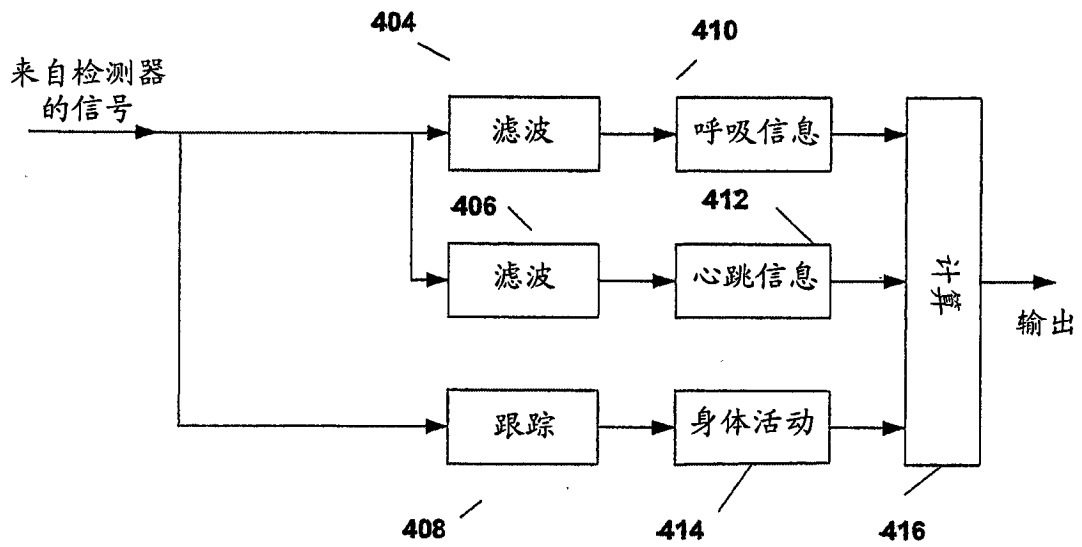 404
410
来自检测器
的信号
滤波
呼吸信息
406
412
滤波
心跳信息
计算
输出
跟踪
身体活动
408
414
416